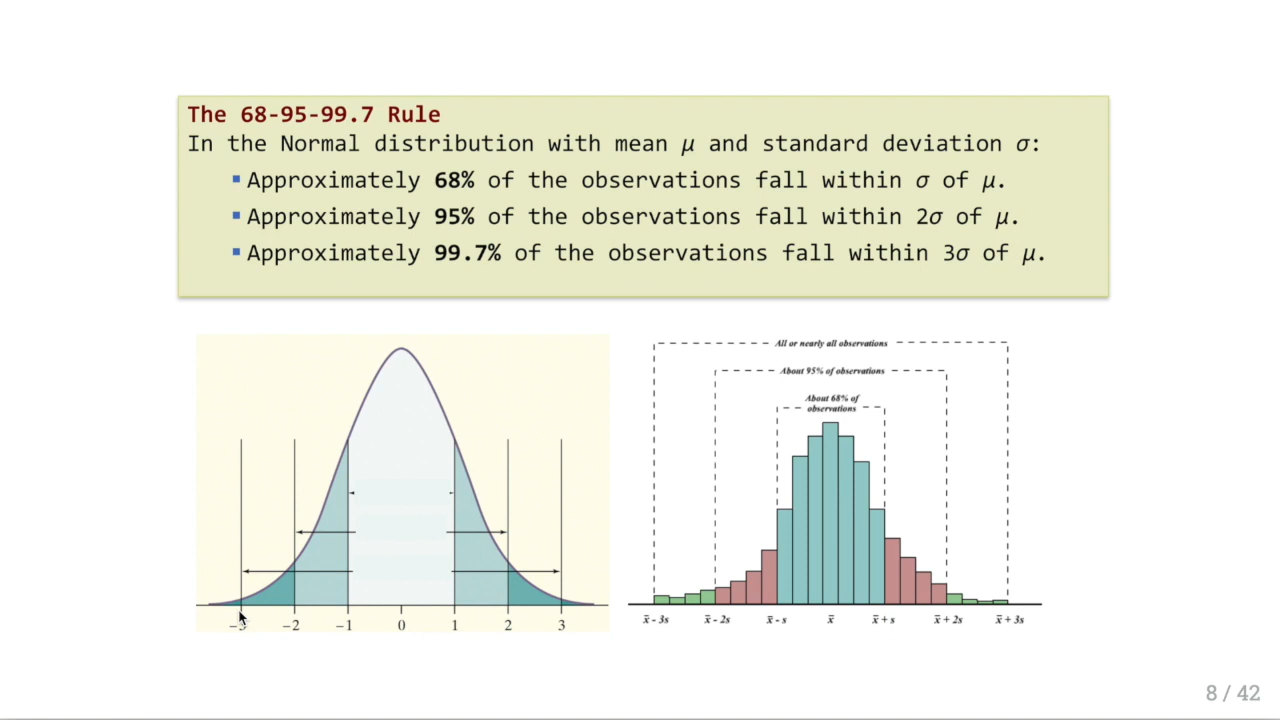 The 68-95-99.7 Rule
In the Normal distribution with mean μ and standard deviation σ:
▪ Approximately 68% of the observations fall within σ of μ.
▪ Approximately 95% of the observations fall within 2σ of μ.
▪ Approximately 99.7% of the observations fall within 3σ of μ.
−3 −2 −1 0 1 2 3
All or nearly all observations
About 95% of observations
About 68% of
observations
x̄ - 3s x̄ - 2s x̄ - s x̄ x̄ + s x̄ + 2s x̄ + 3s
8 / 42